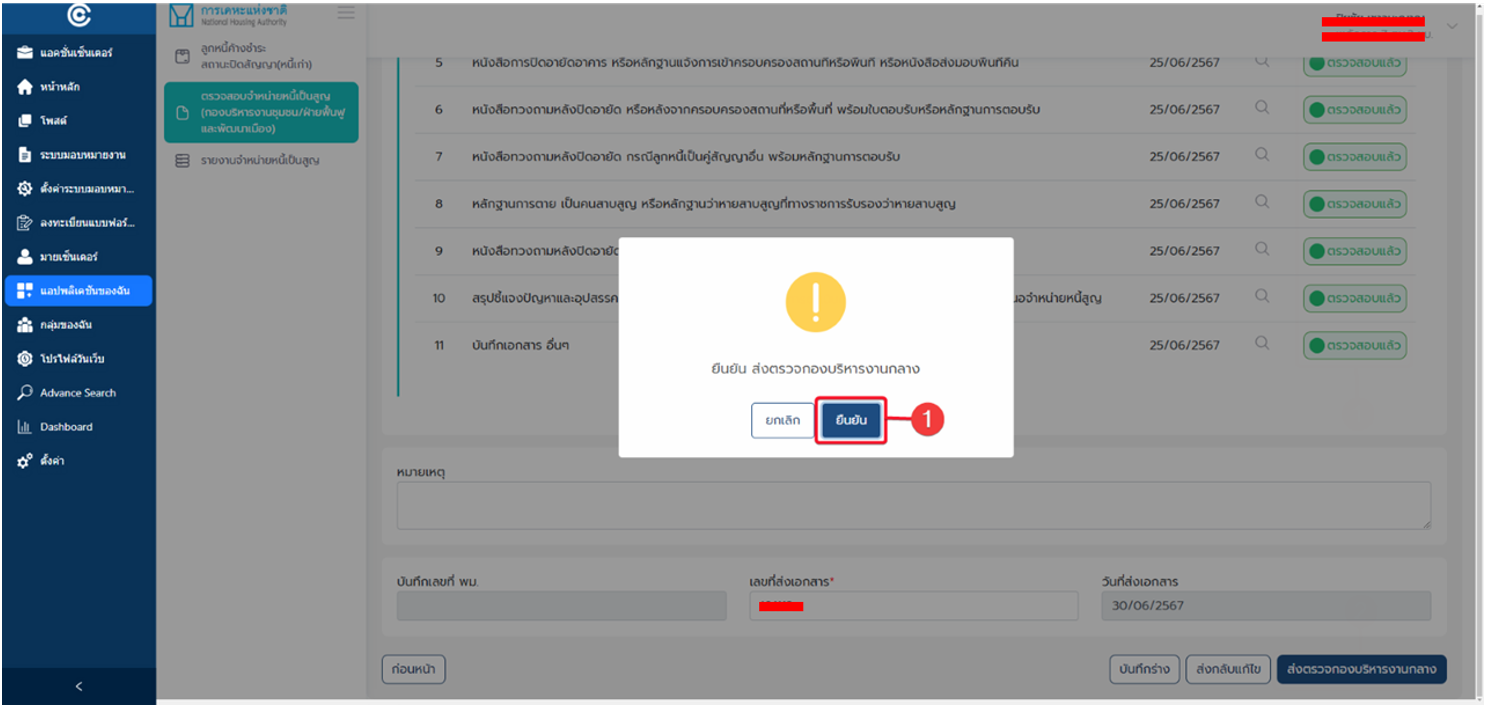 การเคหะแห่งชาติ
National Housing Authority
แอคชั่นเซ็นเตอร์
หน้าหลัก
โพสต์
ระบบมอบหมายงาน
ตั้งค่าระบบมอบหมา...
ลงทะเบียนแบบฟอร์...
มายเซ็นเตอร์
แอปพลิเคชันของฉัน
กลุ่มของฉัน
โปรไฟล์วันเว็บ
Advance Search
Dashboard
ตั้งค่า
<
ลูกหนี้ค้างชำระ
สถานะปิดสัญญา(หนี้เก่า)
ตรวจสอบจำหน่ายหนี้เป็นสูญ
(กองบริหารงานชุมชน/ฝ่ายฟื้นฟู
และพัฒนาเมือง)
รายงานจำหน่ายหนี้เป็นสูญ
5 หนังสือการปิดอายัดอาคาร หรือหลักฐานแจ้งการเข้าครอบครองสถานที่หรือพื้นที่ หรือหนังสือส่งมอบพื้นที่คืน 25/06/2567 ตรวจสอบแล้ว
6 หนังสือทวงถามหลังปิดอายัด หรือหลังจากครอบครองสถานที่หรือพื้นที่ พร้อมใบตอบรับหรือหลักฐานการตอบรับ 25/06/2567 ตรวจสอบแล้ว
7 หนังสือทวงถามหลังปิดอายัด กรณีลูกหนี้เป็นคู่สัญญาอื่น พร้อมหลักฐานการตอบรับ 25/06/2567 ตรวจสอบแล้ว
8 หลักฐานการตาย เป็นคนสาบสูญ หรือหลักฐานว่าหายสาบสูญที่ทางราชการรับรองว่าหายสาบสูญ 25/06/2567 ตรวจสอบแล้ว
9 หนังสือทวงถามหลังปิดอายัด 25/06/2567 ตรวจสอบแล้ว
10 สรุปชี้แจงปัญหาและอุปสรรค นอจำหน่ายหนี้สูญ 25/06/2567 ตรวจสอบแล้ว
11 บันทึกเอกสาร อื่นๆ 25/06/2567 ตรวจสอบแล้ว
ยืนยัน ส่งตรวจกองบริหารงานกลาง
ยกเลิก ยืนยัน 1
หมายเหตุ
บันทึกเลขที่ พม. เลขที่ส่งเอกสาร* วันที่ส่งเอกสาร
30/06/2567
ก่อนหน้า บันทึกร่าง ส่งกลับแก้ไข ส่งตรวจกองบริหารงานกลาง